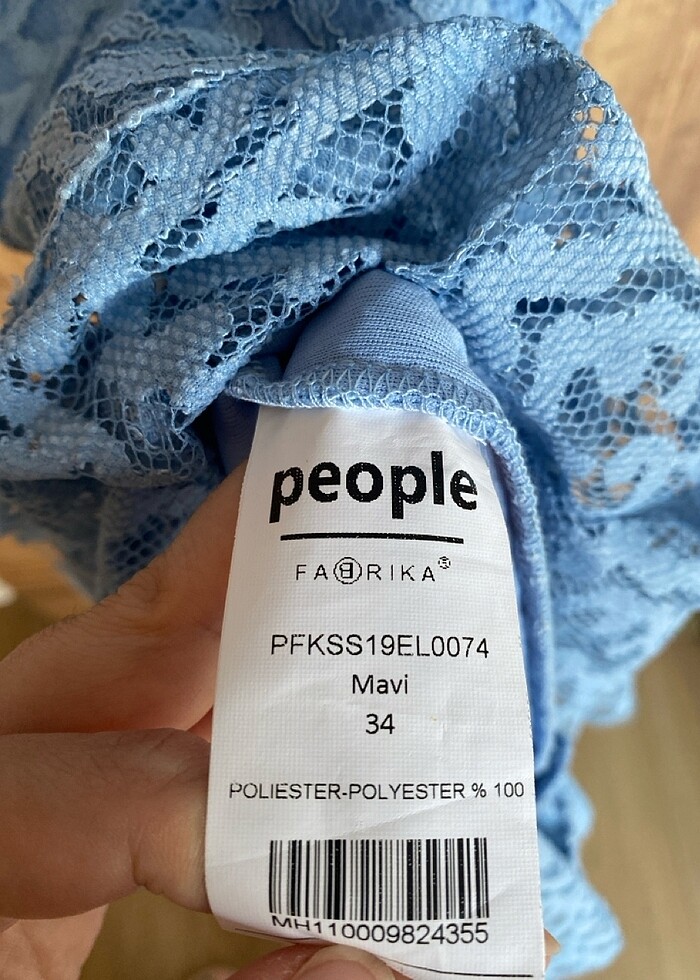 people
FABRIKA®
PFKSS19EL0074
Mavi
34
POLIESTER-POLYESTER % 100
MH110009824355